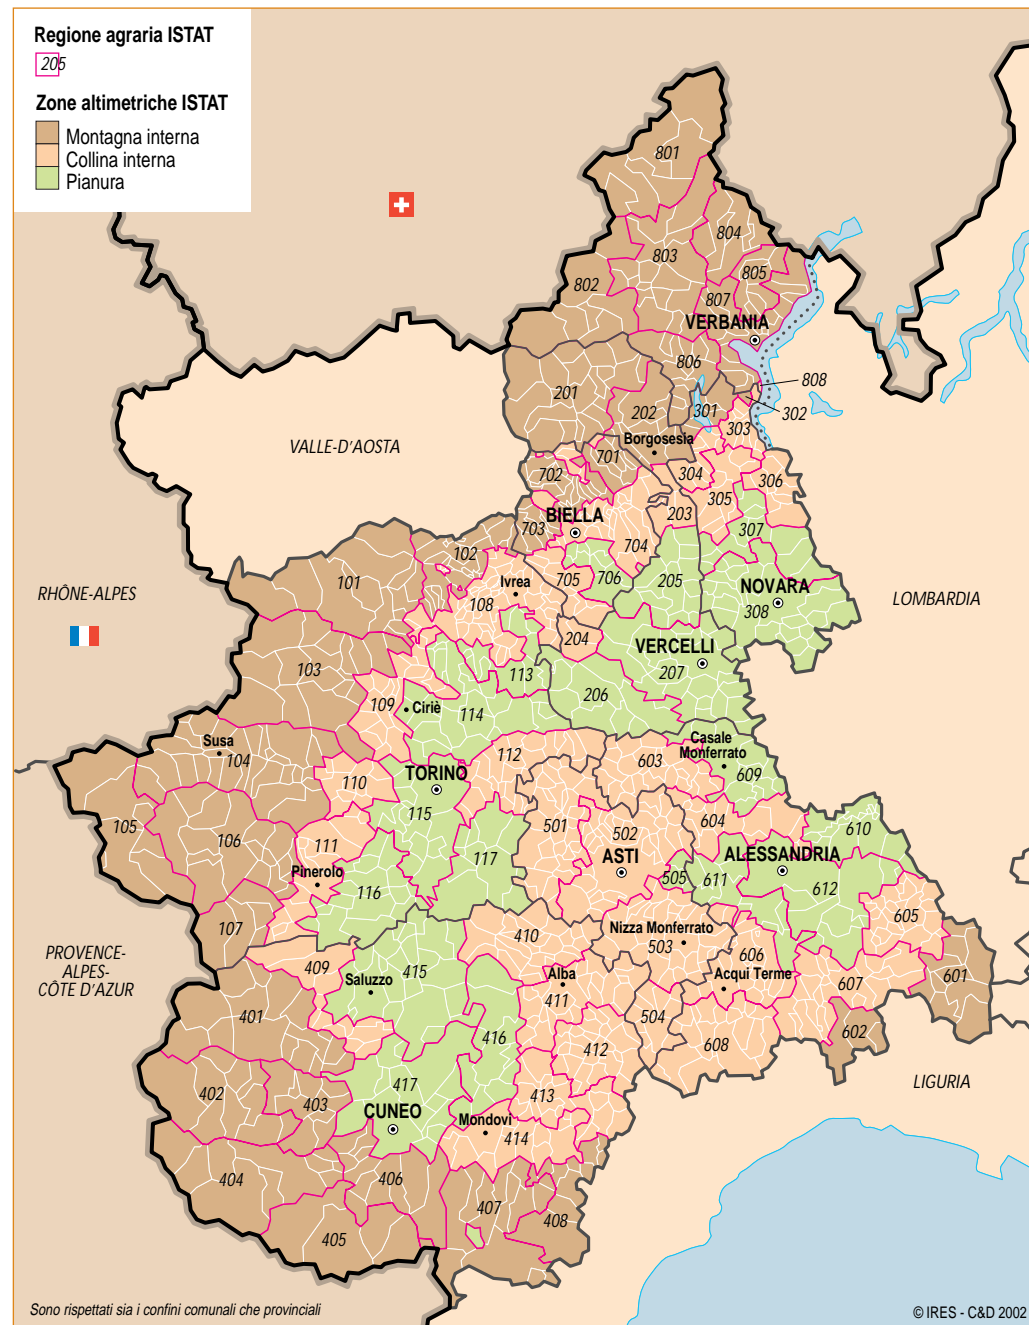 Regione agraria ISTAT
205
Zone altimetriche ISTAT
Montagna interna
Collina interna
Pianura
801
804
803
805
802
807
VERBANIA
806
808
201
202
301
302
303
VALLE-D'AOSTA
Borgosesia
701
702
304
306
305
203
BIELLA
703
307
704
102
101
Ivrea
705
706
205
RHÔNE-ALPES
NOVARA
LOMBARDIA
108
308
204
VERCELLI
103
113
207
109
Ciriè
206
114
Susa
104
Casale
Monferrato
112
603
609
TORINO
110
105
115
604
610
106
111
501
502
117
ASTI
ALESSANDRIA
Pinerolo
505
611
612
116
107
605
410
Nizza Monferrato
503
606
PROVENCE-
ALPES-
CÔTE D'AZUR
409
415
Saluzzo
Alba
Acqui Terme
607
601
411
401
504
416
602
412
608
402
403
417
413
LIGURIA
CUNEO
Mondovì
414
404
406
407
408
405
Sono rispettati sia i confini comunali che provinciali
© IRES - C&D 2002